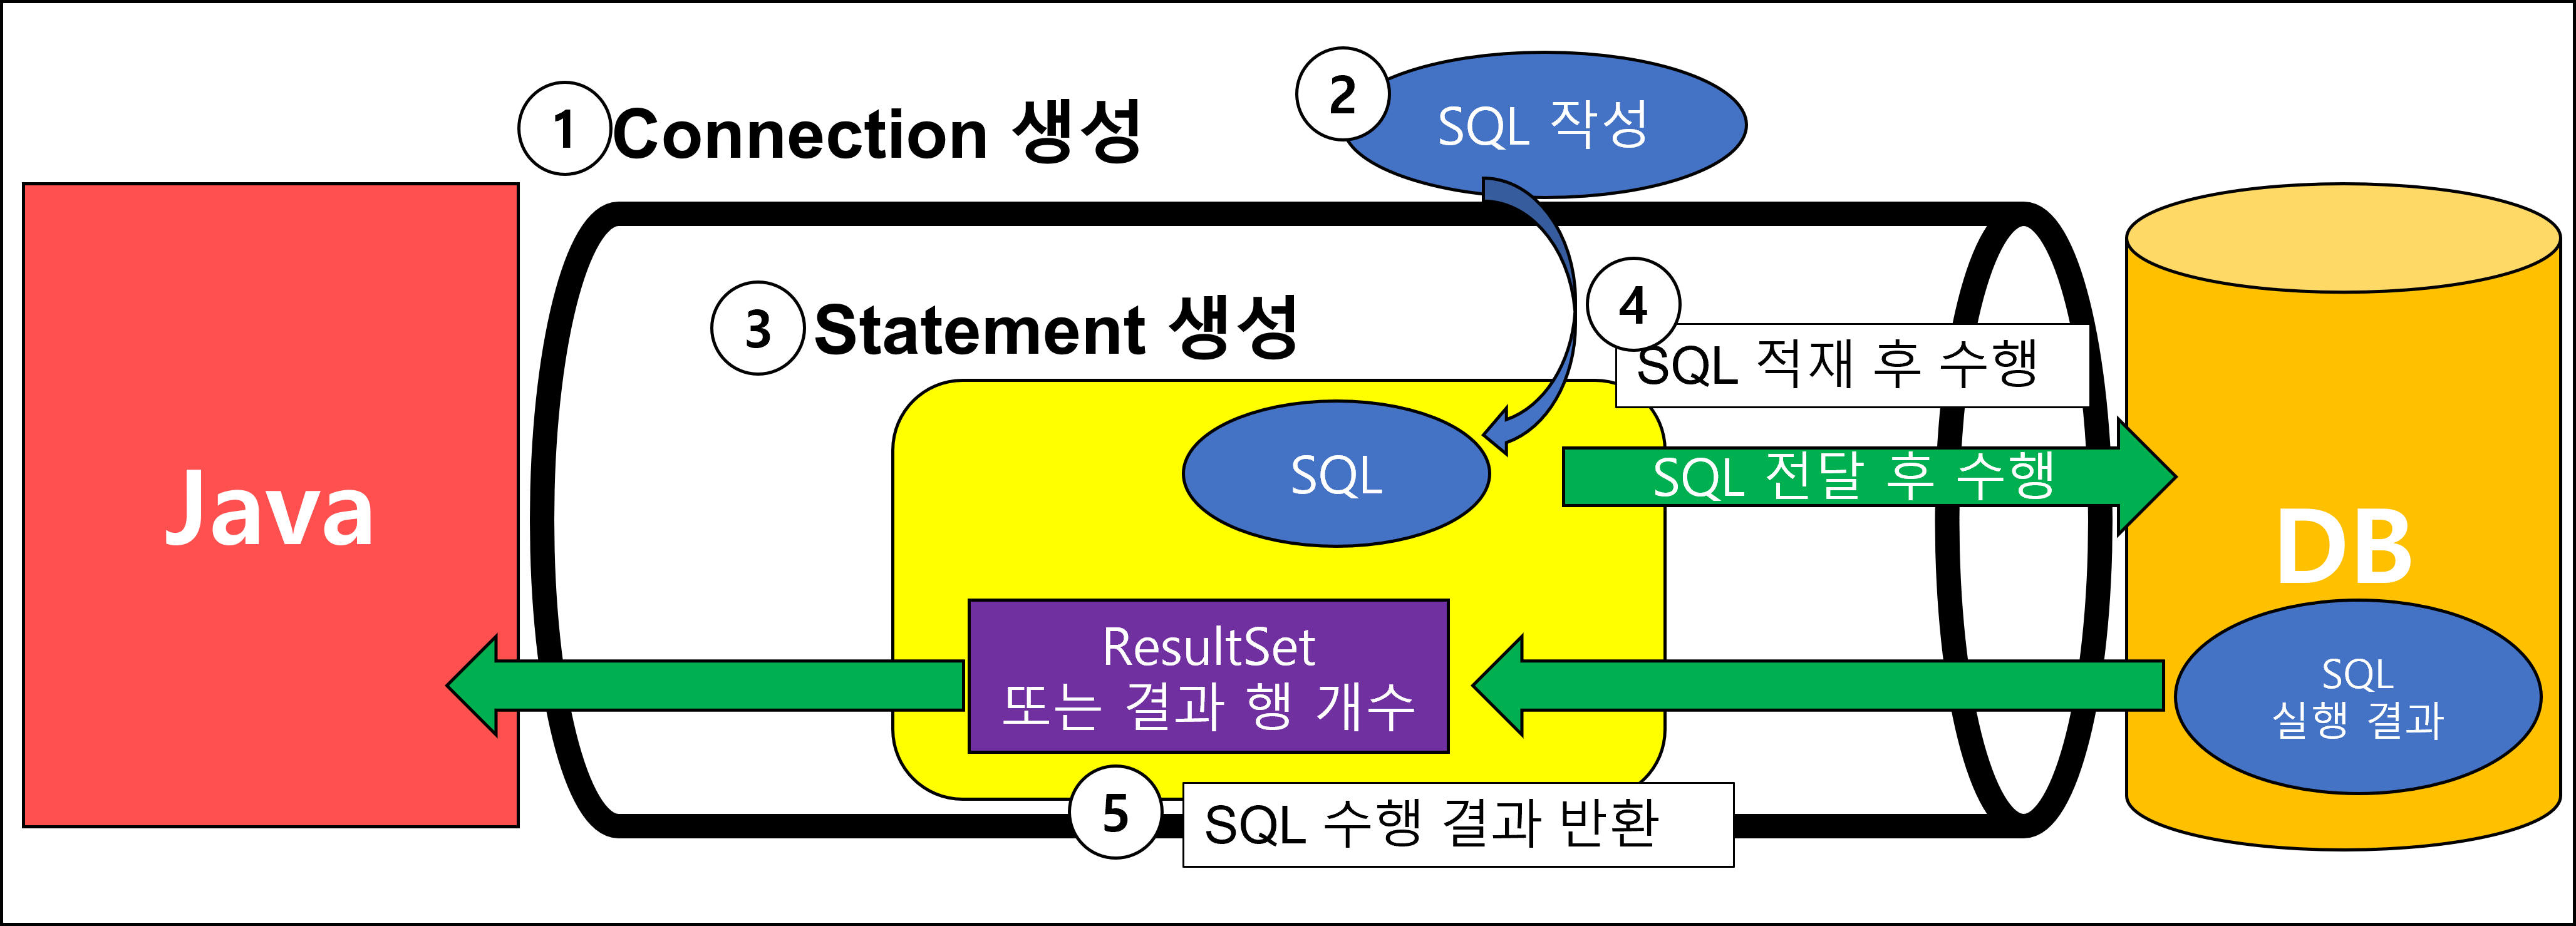 1
Connection 생성
2
SQL 작성
3
Statement 생성
4
SQL 적재 후 수행
SQL
SQL 전달 후 수행
Java
DB
ResultSet
또는 결과 행 개수
SQL
실행 결과
5
SQL 수행 결과 반환